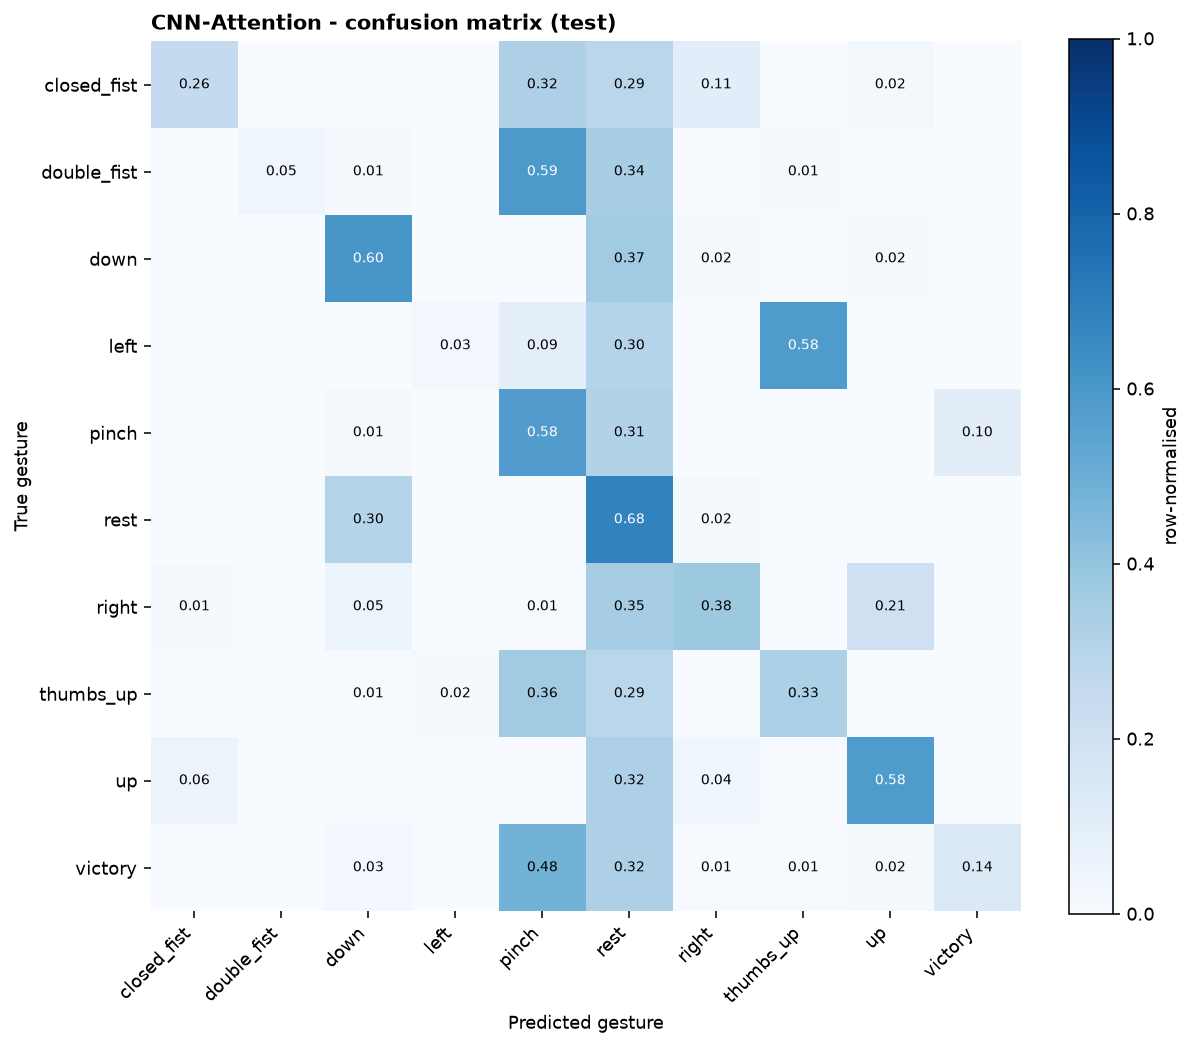 CNN-Attention - confusion matrix (test)
closed_fist 0.26 0.32 0.29 0.11 0.02
double_fist 0.05 0.01 0.59 0.34 0.01
down 0.60 0.37 0.02 0.02
left 0.03 0.09 0.30 0.58
pinch 0.01 0.58 0.31 0.10
rest 0.30 0.68 0.02
right 0.01 0.05 0.01 0.35 0.38 0.21
thumbs_up 0.01 0.02 0.36 0.29 0.33
up 0.06 0.32 0.04 0.58
victory 0.03 0.48 0.32 0.01 0.01 0.02 0.14
closed_fist double_fist down left pinch rest right thumbs_up up victory
Predicted gesture
True gesture
1.0
0.8
0.6
0.4
0.2
0.0
row-normalised